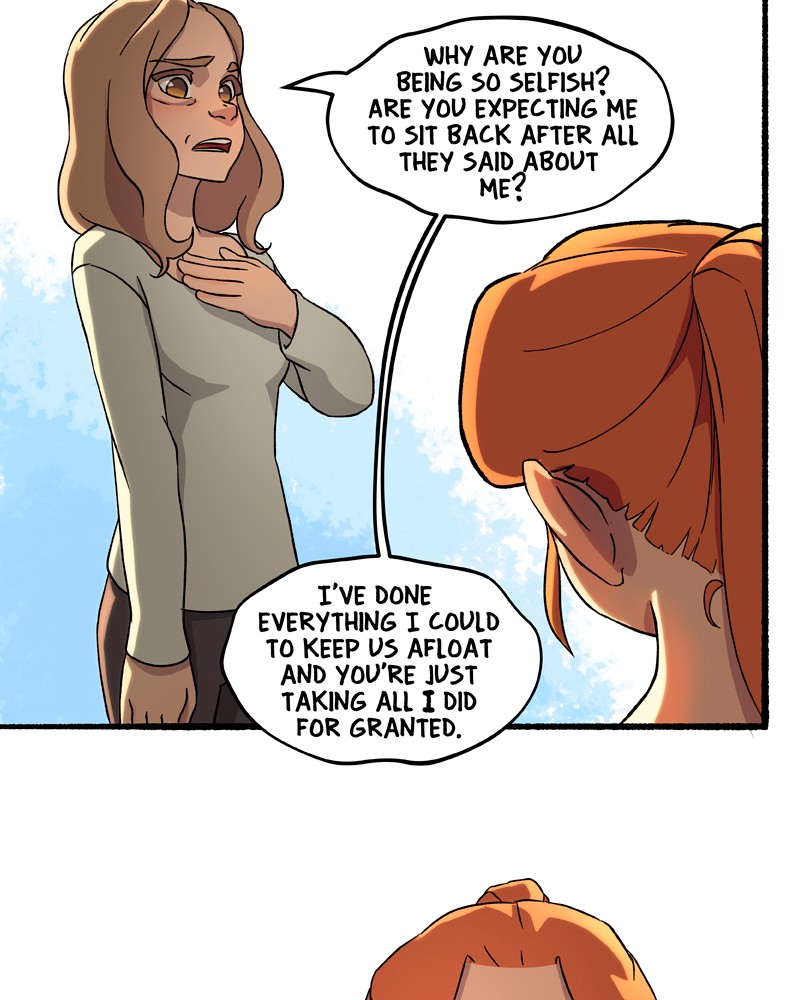 WHY ARE YOU
BEING SO SELFISH?
ARE YOU EXPECTING ME
TO SIT BACK AFTER ALL
THEY SAID ABOUT
ME?
I'VE DONE
EVERYTHING I COULD
TO KEEP US AFLOAT
AND YOU'RE JUST
TAKING ALL I DID
FOR GRANTED.